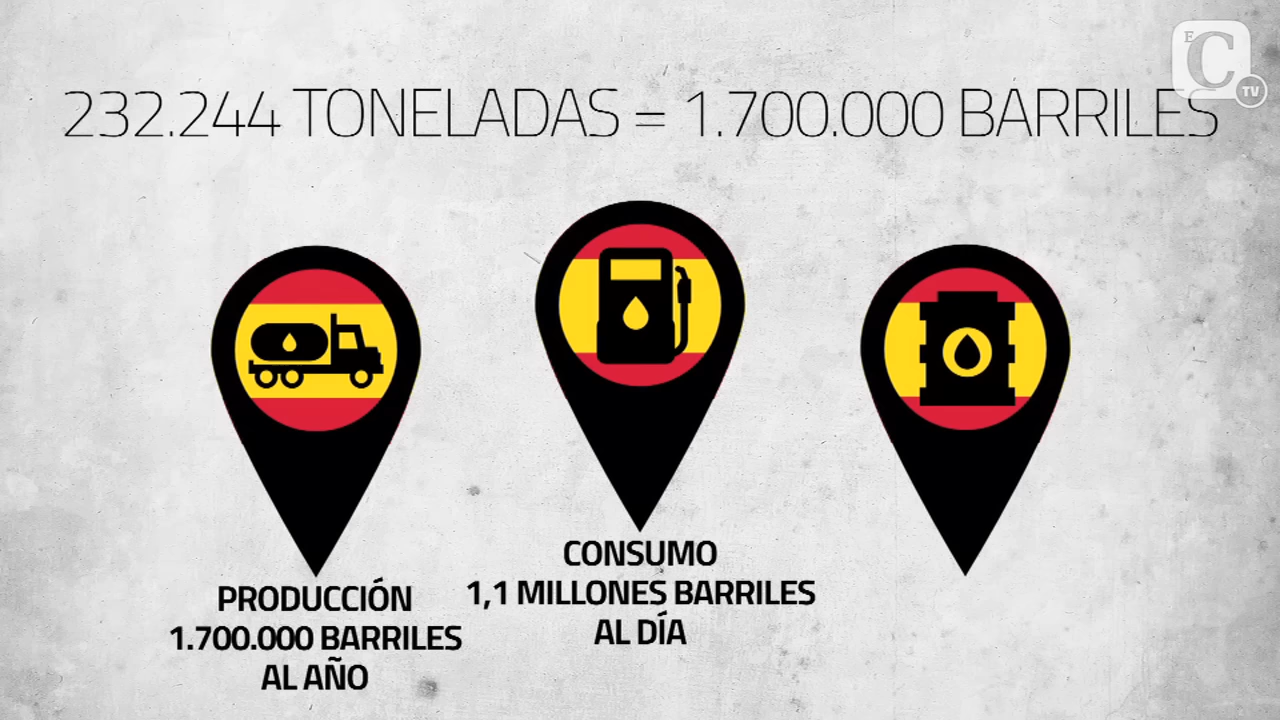 E C TV
232.244 TONELADAS = 1.700.000 BARRILES
CONSUMO
1,1 MILLONES BARRILES
AL DÍA
PRODUCCIÓN
1.700.000 BARRILES
AL AÑO